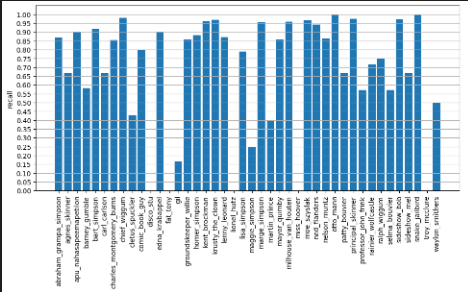 1.00
0.95
0.90
0.85
0.80
0.75
0.70
0.65
0.60
0.55
0.50
0.45
0.40
0.35
0.30
0.25
0.20
0.15
0.10
0.05
0.00
recall
abraham_grampa_simpson
agnes_skinner
apu_nahasapeemapetilon
barney_gumble
bart_simpson
carl_carlson
charles_montgomery_burns
chief_wiggum
cletus_spuckler
comic_book_guy
disco_stu
edna_krabappel
fat_tony
gil
groundskeeper_willie
homer_simpson
kent_brockman
krusty_the_clown
lenny_leonard
lionel_hutz
lisa_simpson
maggie_simpson
marge_simpson
martin_prince
mayor_quimby
milhouse_van_houten
miss_hoover
moe_szyslak
ned_flanders
nelson_muntz
otto_mann
patty_bouvier
principal_skinner
professor_john_frink
rainier_wolfcastle
ralph_wiggum
selma_bouvier
sideshow_bob
sideshow_mel
snake_jailbird
troy_mcclure
waylon_smithers